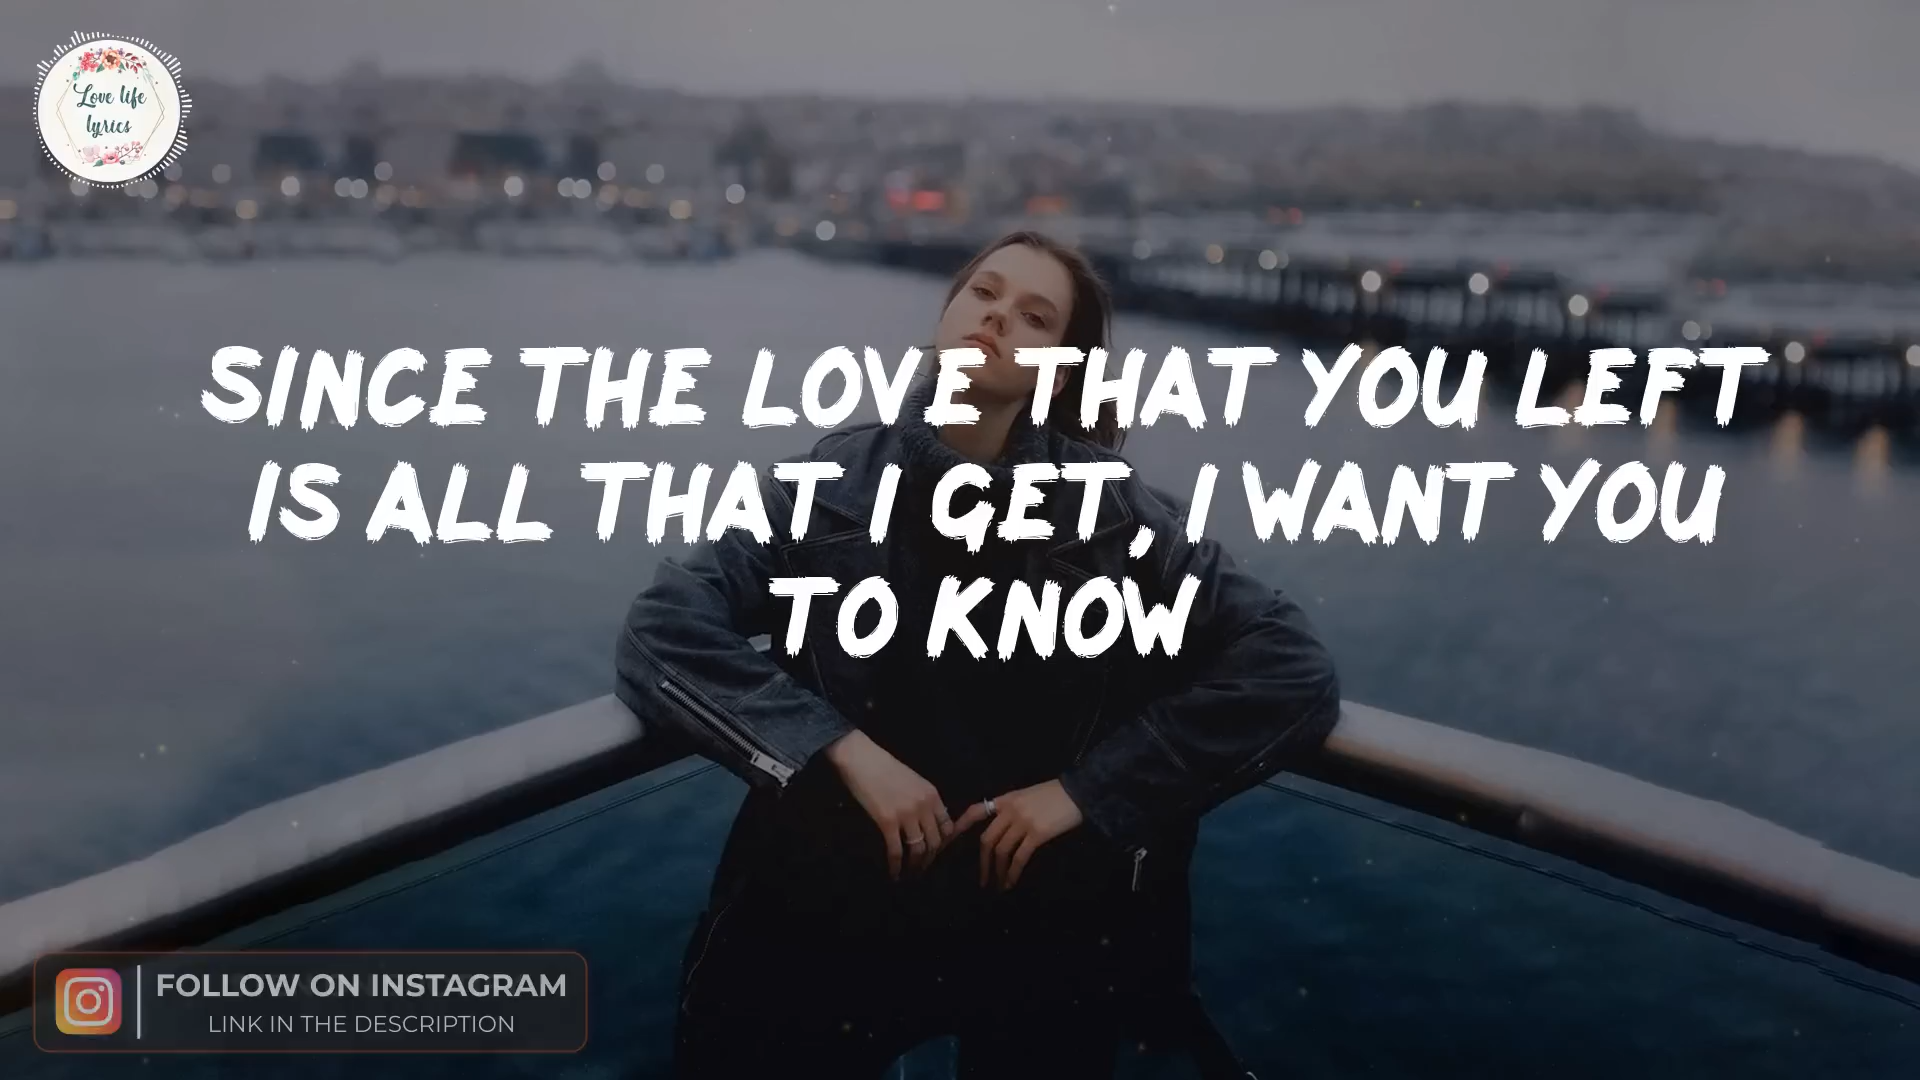 Love life
lyrics
SINCE THE LOVE THAT YOU LEFT
IS ALL THAT I GET, I WANT YOU
TO KNOW
FOLLOW ON INSTAGRAM
LINK IN THE DESCRIPTION